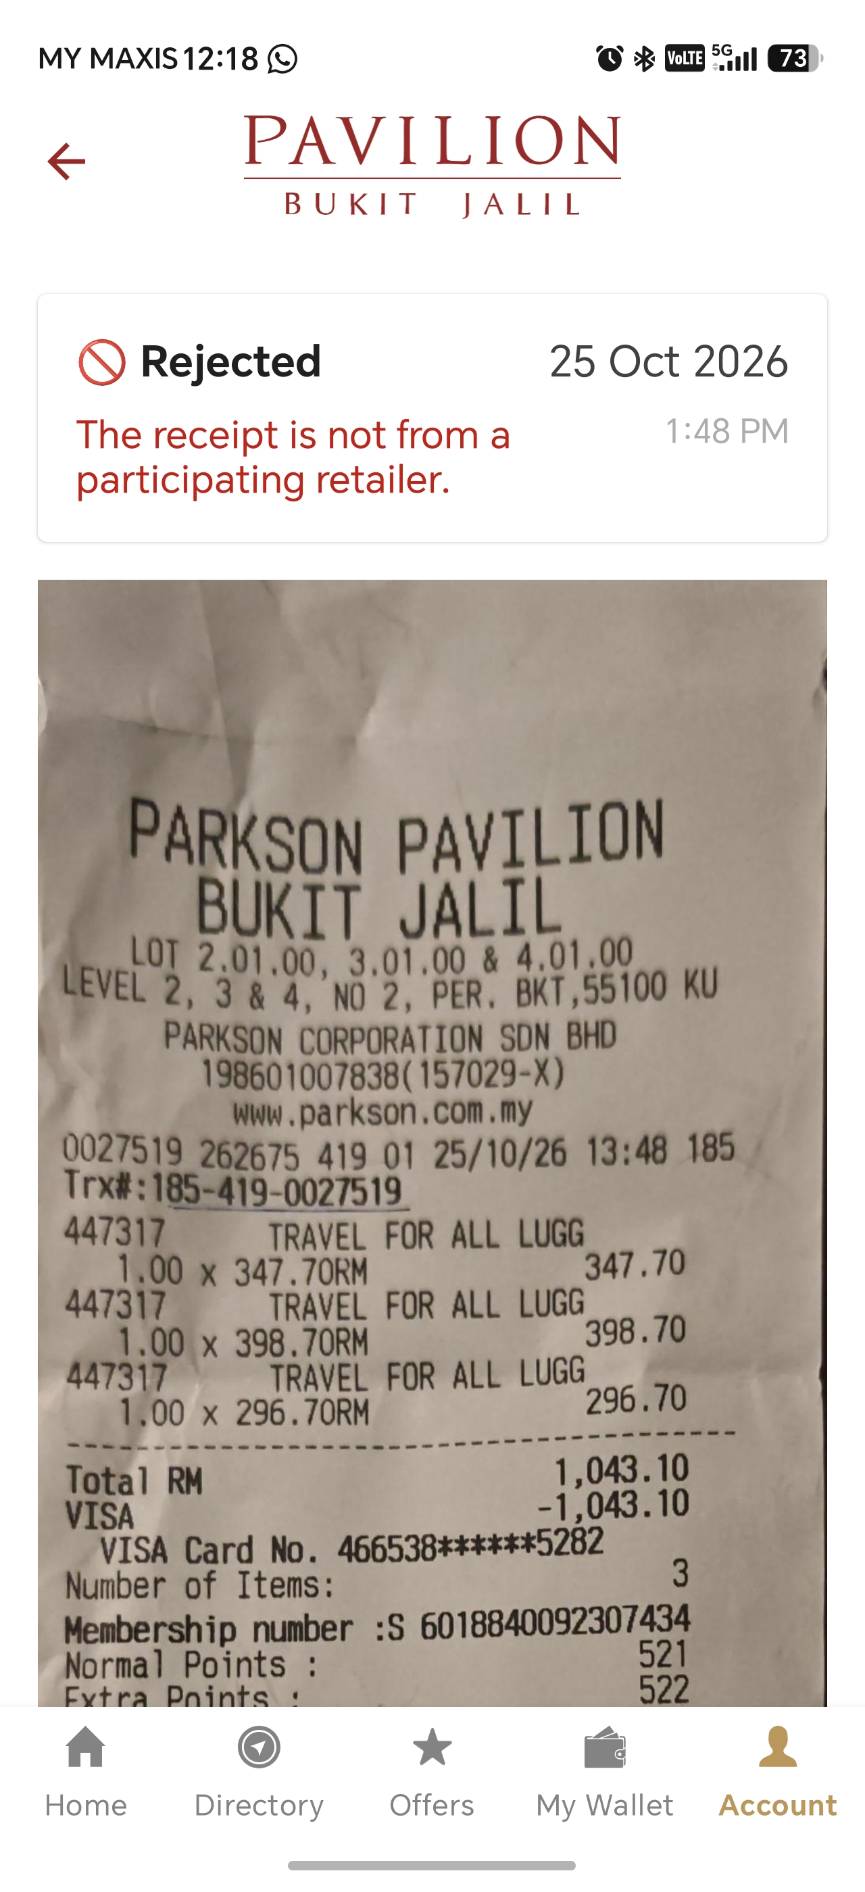 MY MAXIS 12:18 VoLTE 5G 73
PAVILION
BUKIT JALIL
Rejected 25 Oct 2026
The receipt is not from a 1:48 PM
participating retailer.
PARKSON PAVILION
BUKIT JALIL
LOT 2.01.00, 3.01.00 & 4.01.00
LEVEL 2, 3 & 4, NO 2, PER. BKT,55100 KU
PARKSON CORPORATION SDN BHD
198601007838(157029-X)
www.parkson.com.my
0027519 262675 419 01 25/10/26 13:48 185
Trx#:185-419-0027519
447317 TRAVEL FOR ALL LUGG
1.00 x 347.70RM 347.70
447317 TRAVEL FOR ALL LUGG
1.00 x 398.70RM 398.70
447317 TRAVEL FOR ALL LUGG
1.00 x 296.70RM 296.70
Total RM 1,043.10
VISA -1,043.10
VISA Card No. 466538******5282
Number of Items: 3
Membership number :S 6018840092307434
Normal Points : 521
Extra Points : 522
Home Directory Offers My Wallet Account